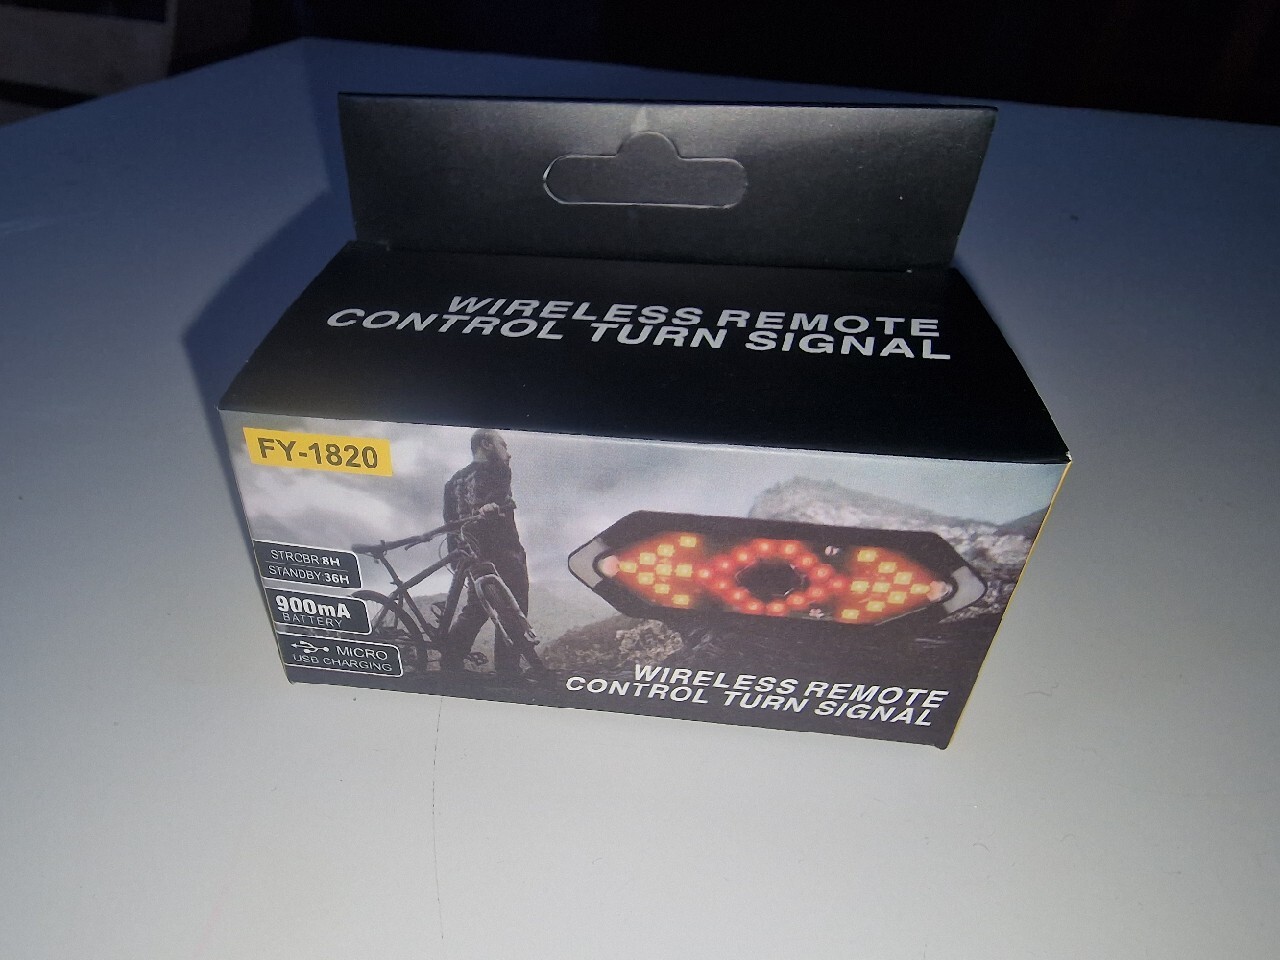 WIRELESS REMOTE
CONTROL TURN SIGNAL
FY-1820
STRCBR:8H
STANDBY:36H
900mA
BATTERY
MICRO
USB CHARGING
WIRELESS REMOTE
CONTROL TURN SIGNAL